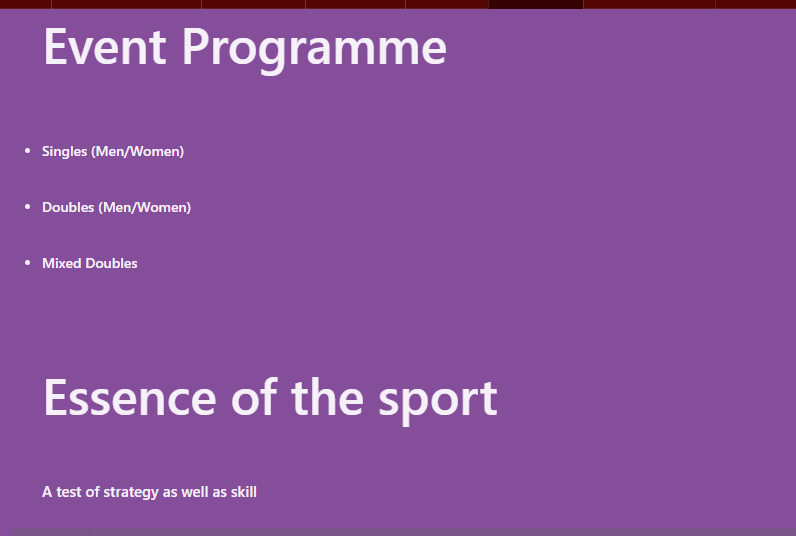 Event Programme
• Singles (Men/Women)
• Doubles (Men/Women)
• Mixed Doubles
Essence of the sport
A test of strategy as well as skill